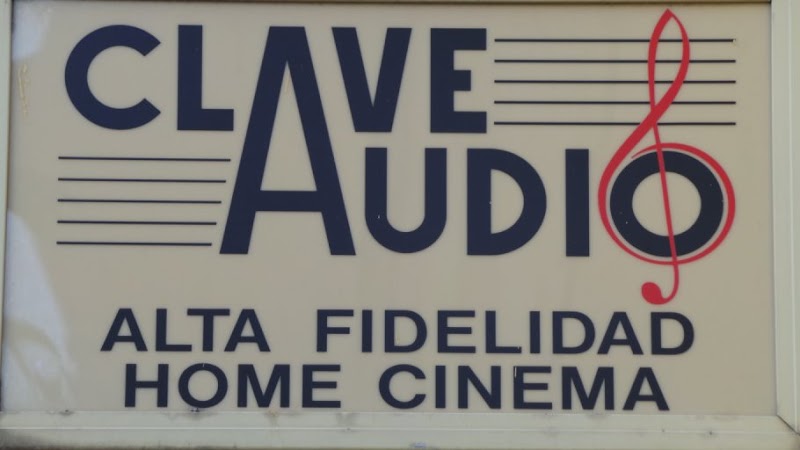 CLAVE
AUDIO
ALTA FIDELIDAD
HOME CINEMA